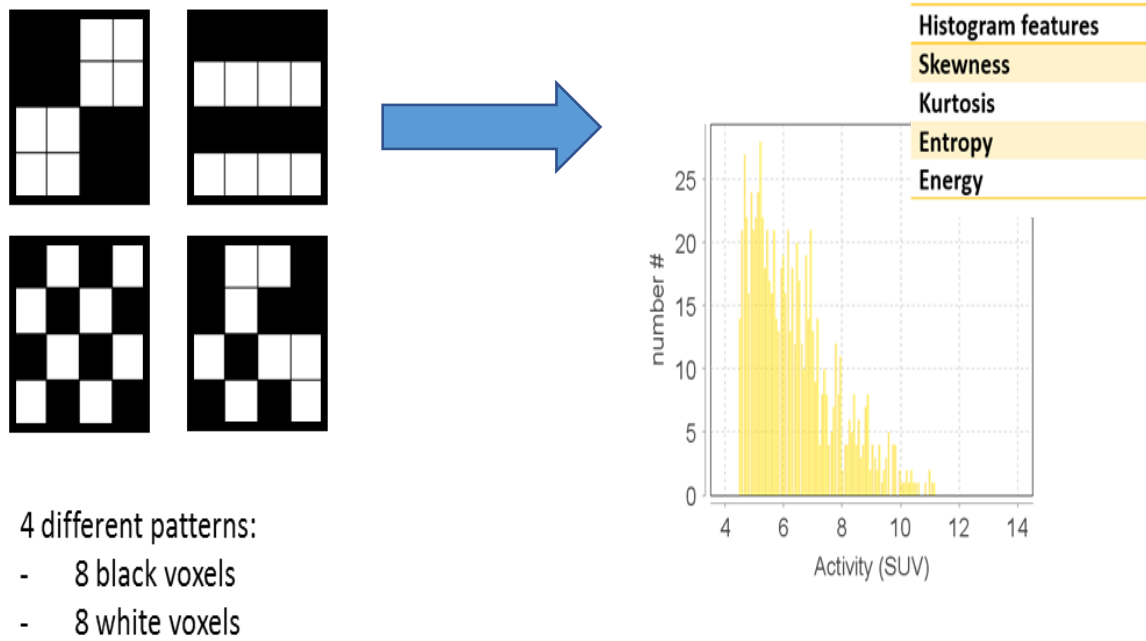 Histogram features
Skewness
Kurtosis
Entropy
Energy
25
20
15
10
5
0
number #
4 6 8 10 12 14
Activity (SUV)
4 different patterns:
- 8 black voxels
- 8 white voxels